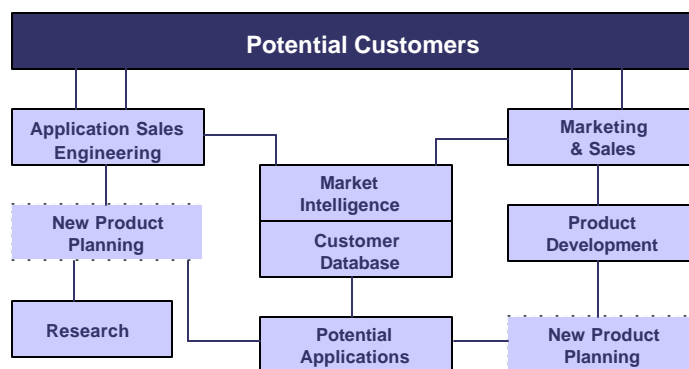 Potential Customers
Application Sales
Engineering
Marketing
& Sales
Market
Intelligence
New Product
Planning
Product
Development
Customer
Database
Research
Potential
Applications
New Product
Planning